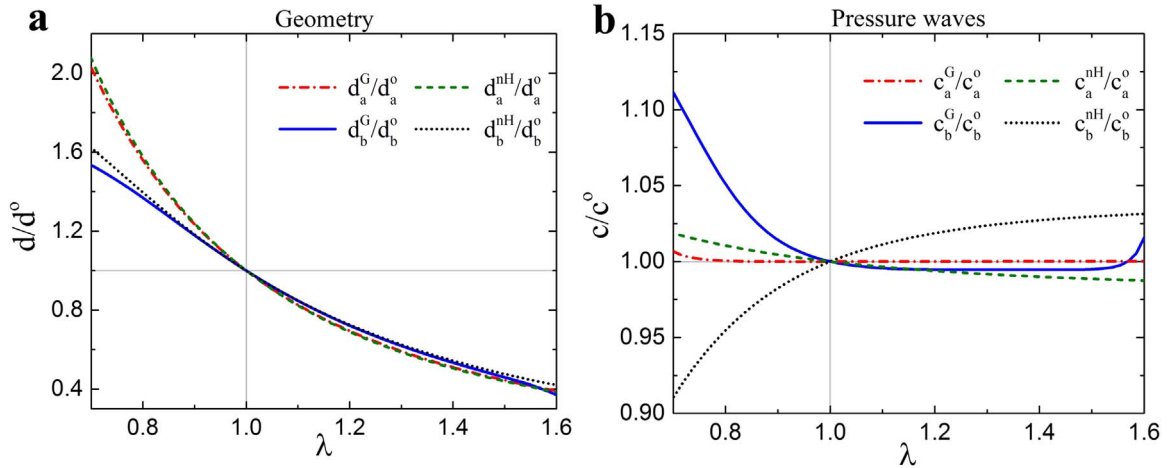 a
Geometry
d/d°
2.0
1.6
1.2
0.8
0.4
d_a^G/d_a^o
d_a^nH/d_a^o
d_b^G/d_b^o
d_b^nH/d_b^o
0.8 1.0 1.2 1.4 1.6
λ
b
Pressure waves
c/c°
1.15
1.10
1.05
1.00
0.95
0.90
c_a^G/c_a^o
c_a^nH/c_a^o
c_b^G/c_b^o
c_b^nH/c_b^o
0.8 1.0 1.2 1.4 1.6
λ